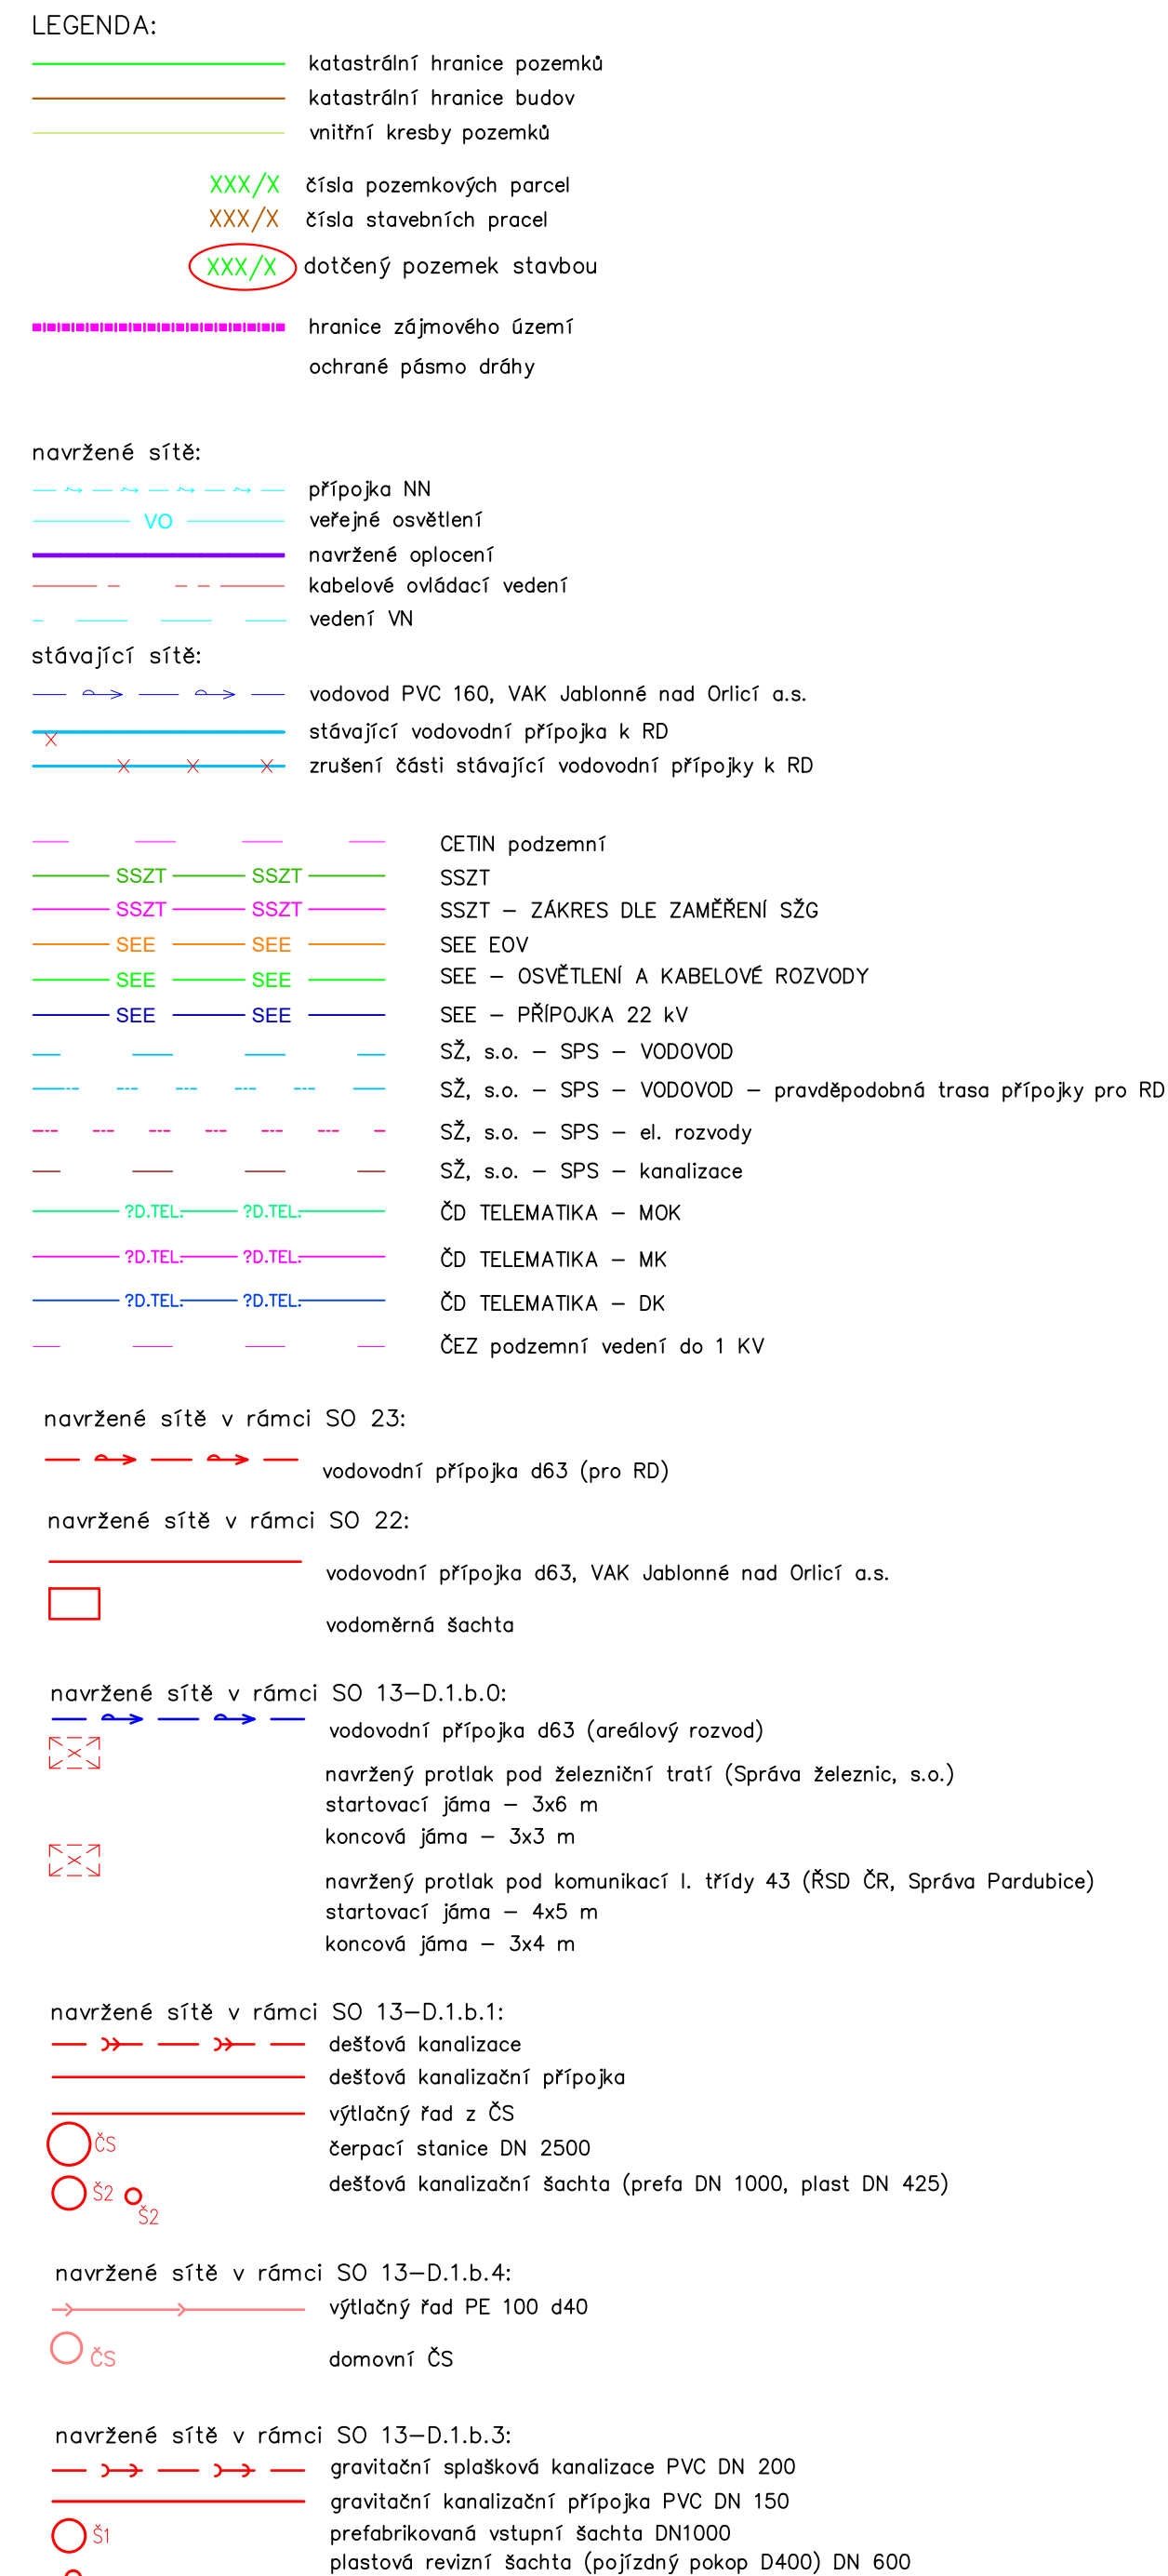 LEGENDA:
katastrální hranice pozemků
katastrální hranice budov
vnitřní kresby pozemků
XXX/X čísla pozemkových parcel
XXX/X čísla stavebních pracel
XXX/X dotčený pozemek stavbou
hranice zájmového území
ochrané pásmo dráhy
navržené sítě:
přípojka NN
VO veřejné osvětlení
navržené oplocení
kabelové ovládací vedení
vedení VN
stávající sítě:
vodovod PVC 160, VAK Jablonné nad Orlicí a.s.
stávající vodovodní přípojka k RD
zrušení části stávající vodovodní přípojky k RD
CETIN podzemní
SSZT SSZT SSZT
SSZT SSZT SSZT – ZÁKRES DLE ZAMĚŘENÍ SŽG
SEE SEE SEE EOV
SEE SEE SEE – OSVĚTLENÍ A KABELOVÉ ROZVODY
SEE SEE SEE – PŘÍPOJKA 22 kV
SŽ, s.o. – SPS – VODOVOD
SŽ, s.o. – SPS – VODOVOD – pravděpodobná trasa přípojky pro RD
SŽ, s.o. – SPS – el. rozvody
SŽ, s.o. – SPS – kanalizace
?D.TEL. ?D.TEL. ČD TELEMATIKA – MOK
?D.TEL. ?D.TEL. ČD TELEMATIKA – MK
?D.TEL. ?D.TEL. ČD TELEMATIKA – DK
ČEZ podzemní vedení do 1 KV
navržené sítě v rámci SO 23:
vodovodní přípojka d63 (pro RD)
navržené sítě v rámci SO 22:
vodovodní přípojka d63, VAK Jablonné nad Orlicí a.s.
vodoměrná šachta
navržené sítě v rámci SO 13–D.1.b.0:
vodovodní přípojka d63 (areálový rozvod)
navržený protlak pod železniční tratí (Správa železnic, s.o.)
startovací jáma – 3x6 m
koncová jáma – 3x3 m
navržený protlak pod komunikací I. třídy 43 (ŘSD ČR, Správa Pardubice)
startovací jáma – 4x5 m
koncová jáma – 3x4 m
navržené sítě v rámci SO 13–D.1.b.1:
dešťová kanalizace
dešťová kanalizační přípojka
výtlačný řad z ČS
ČS čerpací stanice DN 2500
Š2 dešťová kanalizační šachta (prefa DN 1000, plast DN 425)
Š2
navržené sítě v rámci SO 13–D.1.b.4:
výtlačný řad PE 100 d40
ČS domovní ČS
navržené sítě v rámci SO 13–D.1.b.3:
gravitační splašková kanalizace PVC DN 200
gravitační kanalizační přípojka PVC DN 150
Š1 prefabrikovaná vstupní šachta DN1000
plastová revizní šachta (pojízdný pokop D400) DN 600